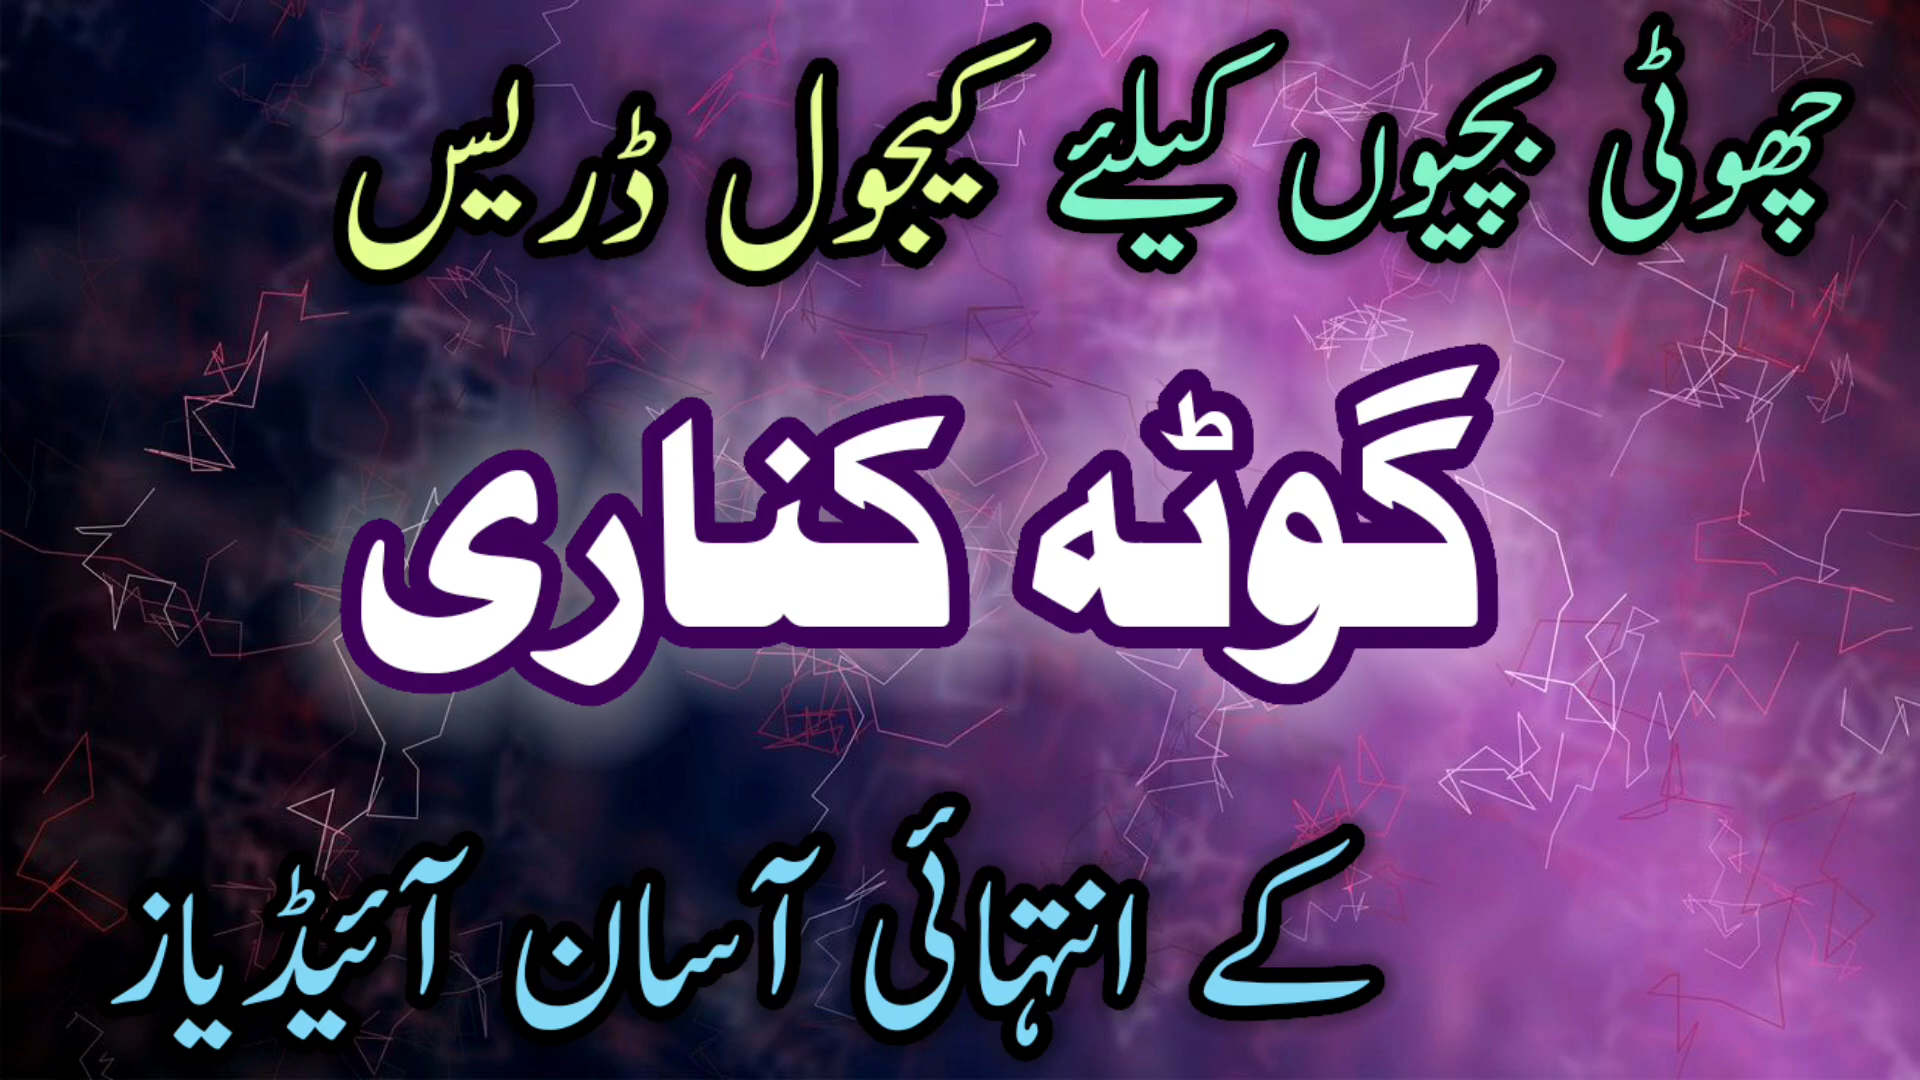 چھوٹی بچیوں کیلئے کیجول ڈریس
گوٹہ کناری
کے انتہائی آسان آئیڈیاز